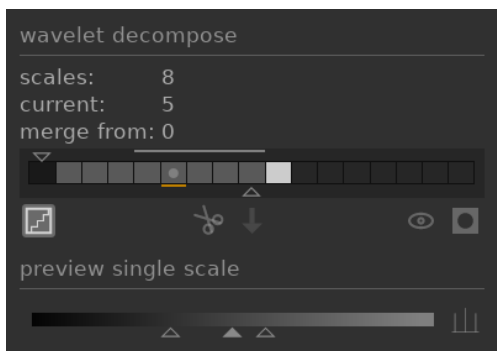 wavelet decompose
scales: 8
current: 5
merge from: 0
preview single scale